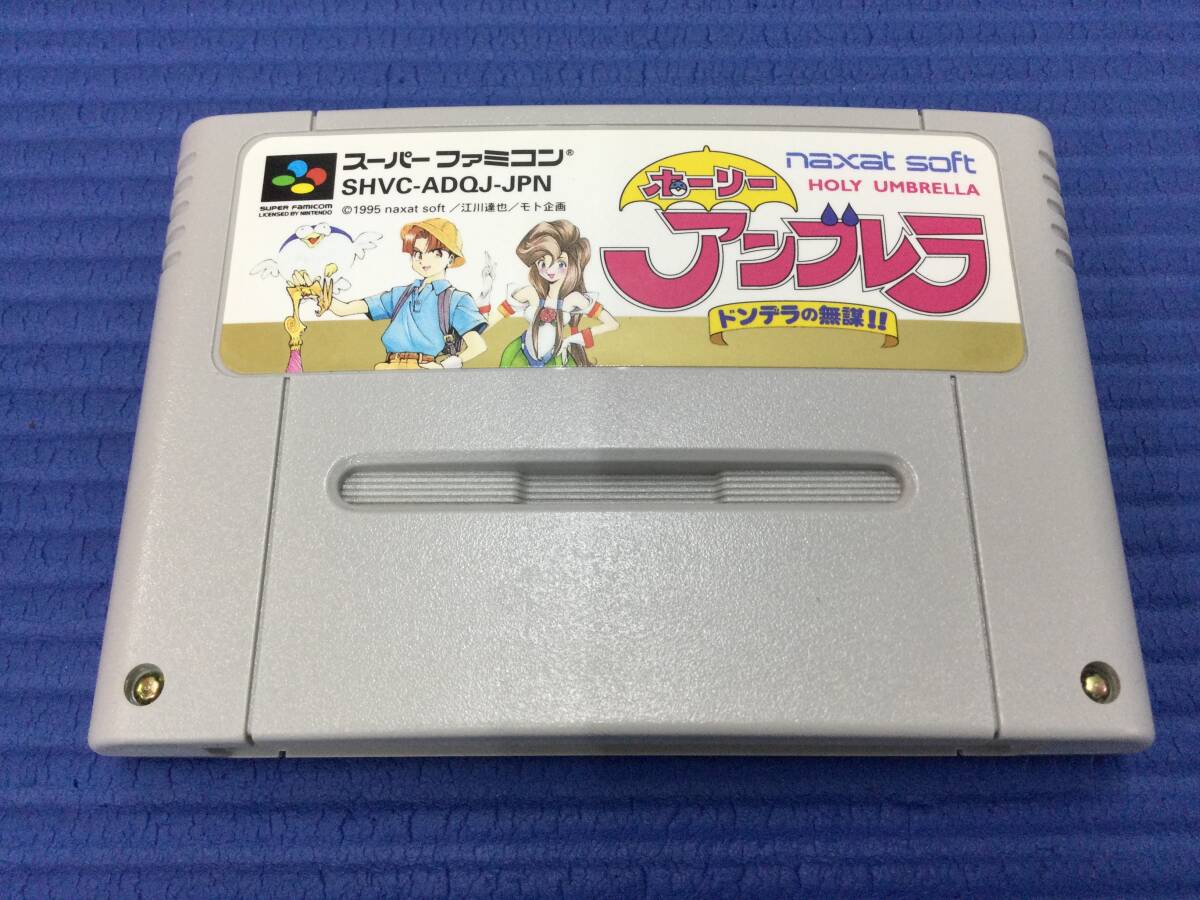 スーパーファミコン®
SHVC-ADQJ-JPN
SUPER FAMICOM
LICENSED BY NINTENDO
©1995 naxat soft／江川達也／モト企画
naxat soft
HOLY UMBRELLA
ホーリー
アンブレラ
ドンデラの無謀!!